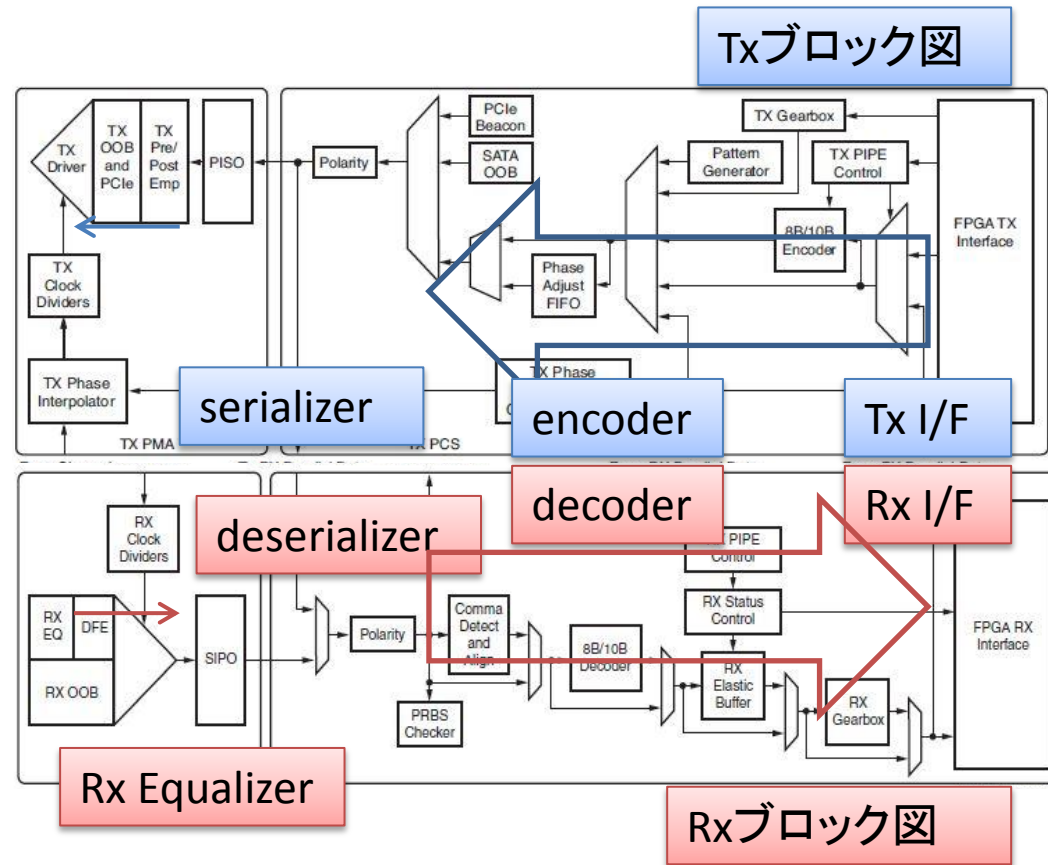 Txブロック図
TX
Driver
TX
OOB
and
PCIe
TX
Pre/
Post
Emp
PISO
Polarity
PCIe
Beacon
SATA
OOB
TX Gearbox
Pattern
Generator
TX PIPE
Control
8B/10B
Encoder
FPGA TX
Interface
Phase
Adjust
FIFO
TX
Clock
Dividers
TX Phase
Interpolator
TX Phase
serializer
encoder
Tx I/F
TX PMA
TX PCS
decoder
Rx I/F
deserializer
RX
Clock
Dividers
PIPE
Control
RX
EQ
DFE
RX OOB
SIPO
Polarity
Comma
Detect
and
Align
8B/10B
Decoder
RX Status
Control
RX
Elastic
Buffer
RX
Gearbox
FPGA RX
Interface
PRBS
Checker
Rx Equalizer
Rxブロック図